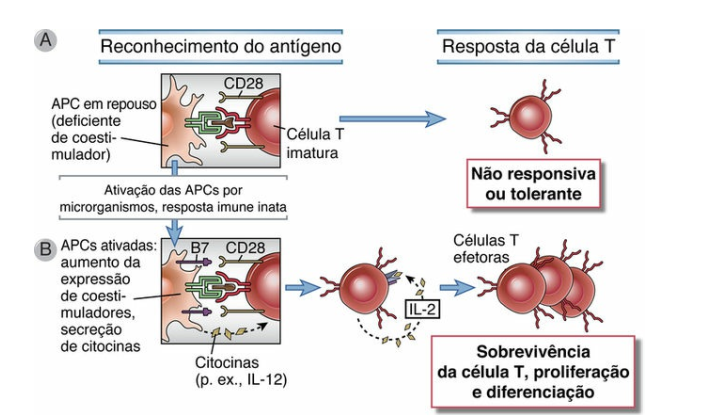 A
Reconhecimento do antígeno
Resposta da célula T
CD28
APC em repouso
(deficiente
de coesti-
mulador)
Célula T
imatura
Não responsiva
ou tolerante
Ativação das APCs por
microrganismos, resposta imune inata
B
APCs ativadas:
aumento da
expressão
de coesti-
muladores,
secreção
de citocinas
B7
CD28
Citocinas
(p. ex., IL-12)
IL-2
Células T
efetoras
Sobrevivência
da célula T, proliferação
e diferenciação